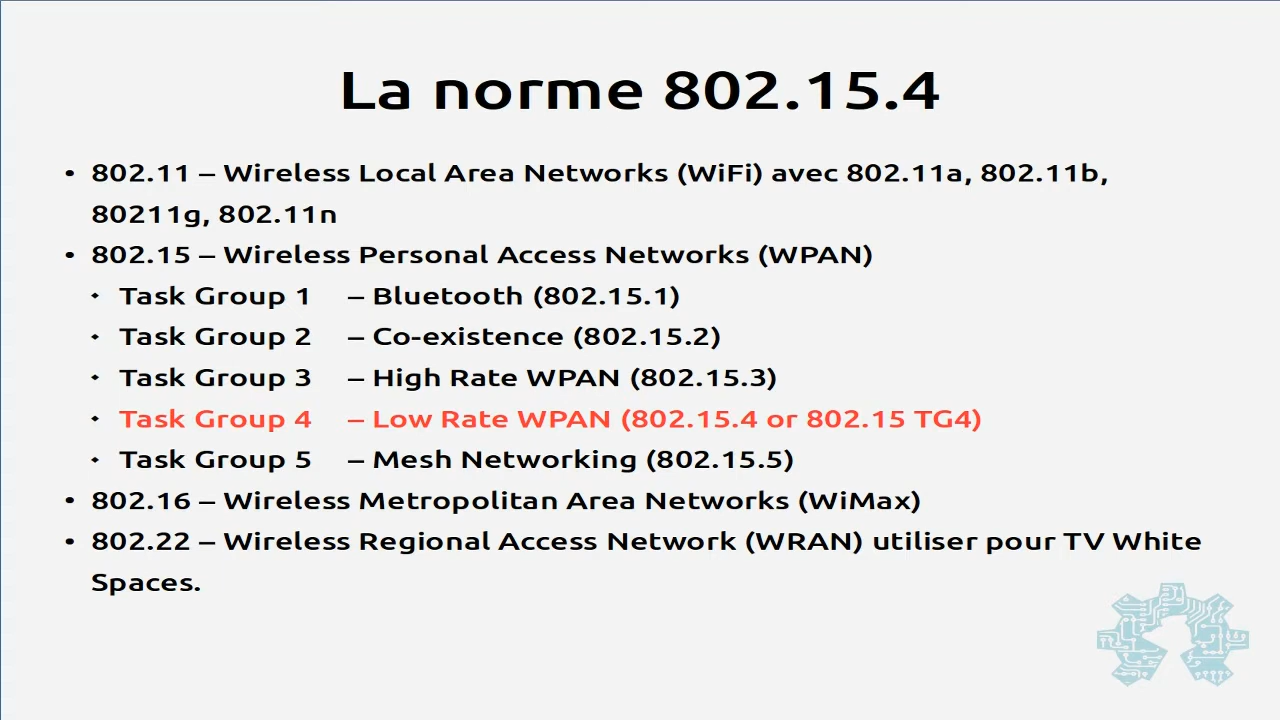 La norme 802.15.4
• 802.11 – Wireless Local Area Networks (WiFi) avec 802.11a, 802.11b,
80211g, 802.11n
• 802.15 – Wireless Personal Access Networks (WPAN)
• Task Group 1 – Bluetooth (802.15.1)
• Task Group 2 – Co-existence (802.15.2)
• Task Group 3 – High Rate WPAN (802.15.3)
• Task Group 4 – Low Rate WPAN (802.15.4 or 802.15 TG4)
• Task Group 5 – Mesh Networking (802.15.5)
• 802.16 – Wireless Metropolitan Area Networks (WiMax)
• 802.22 – Wireless Regional Access Network (WRAN) utiliser pour TV White
Spaces.